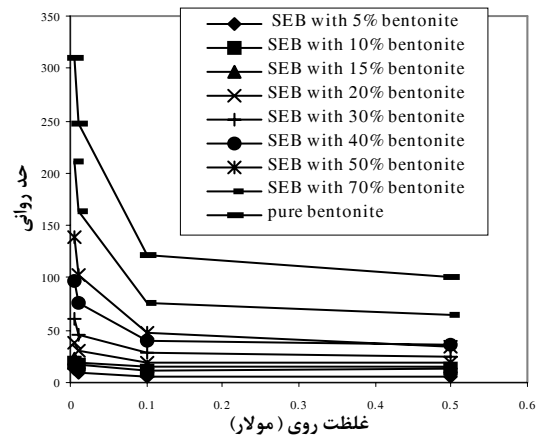 SEB with 5% bentonite
SEB with 10% bentonite
SEB with 15% bentonite
SEB with 20% bentonite
SEB with 30% bentonite
SEB with 40% bentonite
SEB with 50% bentonite
SEB with 70% bentonite
pure bentonite
350
300
250
200
150
100
50
0
حد روانی
0
0.1
0.2
0.3
0.4
0.5
0.6
غلظت روی (مولار)